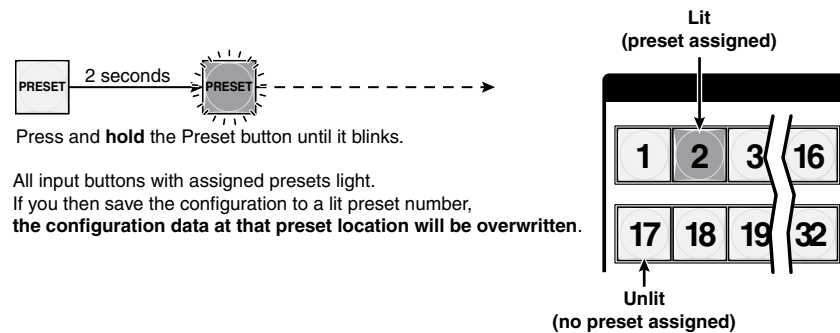 Lit
(preset assigned)
PRESET
2 seconds
PRESET
Press and hold the Preset button until it blinks.
All input buttons with assigned presets light.
If you then save the configuration to a lit preset number,
the configuration data at that preset location will be overwritten.
1 2 3 16
17 18 19 32
Unlit
(no preset assigned)